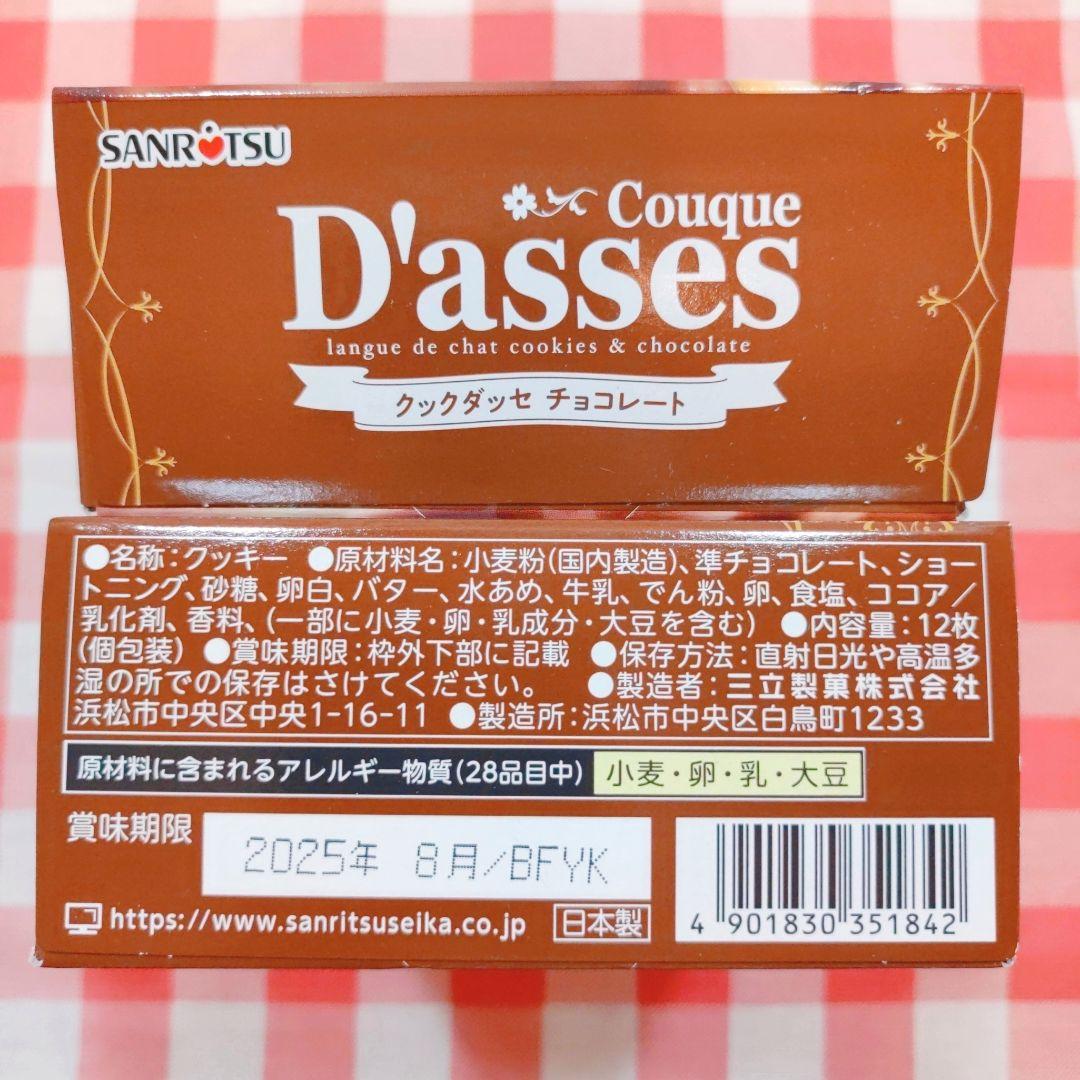 SANRITSU
Couque
D'asses
langue de chat cookies & chocolate
クックダッセ チョコレート
●名称：クッキー ●原材料名：小麦粉（国内製造）、準チョコレート、ショー
トニング、砂糖、卵白、バター、水あめ、牛乳、でん粉、卵、食塩、ココア／
乳化剤、香料、（一部に小麦・卵・乳成分・大豆を含む） ●内容量：12枚
（個包装） ●賞味期限：枠外下部に記載 ●保存方法：直射日光や高温多
湿の所での保存はさけてください。 ●製造者：三立製菓株式会社
浜松市中央区中央1-16-11 ●製造所：浜松市中央区白鳥町1233
原材料に含まれるアレルギー物質（28品目中） 小麦・卵・乳・大豆
賞味期限 2025年 8月/BFYK
https://www.sanritsuseika.co.jp 日本製
4 901830 351842